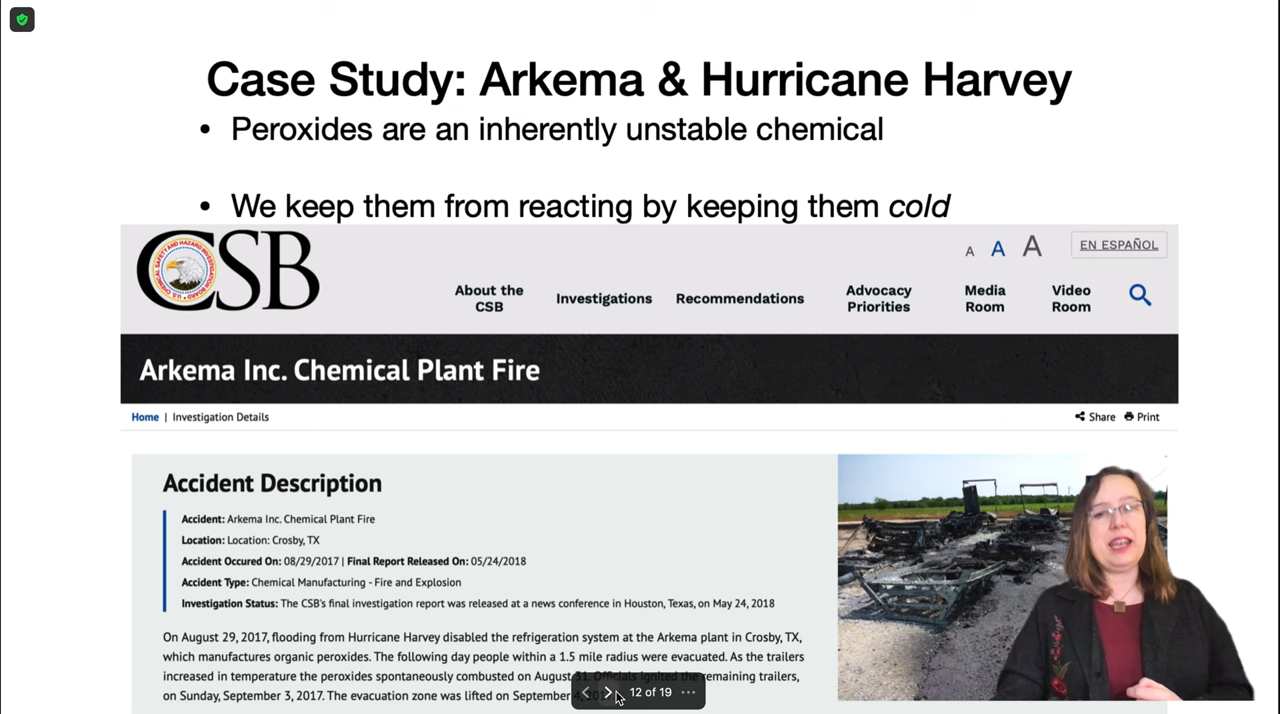 Case Study: Arkema & Hurricane Harvey
• Peroxides are an inherently unstable chemical
• We keep them from reacting by keeping them cold
CSB
U.S. CHEMICAL SAFETY AND HAZARD INVESTIGATION BOARD
A A A
EN ESPAÑOL
About the
CSB
Investigations
Recommendations
Advocacy
Priorities
Media
Room
Video
Room
Arkema Inc. Chemical Plant Fire
Home | Investigation Details
Share Print
Accident Description
Accident: Arkema Inc. Chemical Plant Fire
Location: Location: Crosby, TX
Accident Occured On: 08/29/2017 | Final Report Released On: 05/24/2018
Accident Type: Chemical Manufacturing - Fire and Explosion
Investigation Status: The CSB's final investigation report was released at a news conference in Houston, Texas, on May 24, 2018
On August 29, 2017, flooding from Hurricane Harvey disabled the refrigeration system at the Arkema plant in Crosby, TX,
which manufactures organic peroxides. The following day people within a 1.5 mile radius were evacuated. As the trailers
increased in temperature the peroxides spontaneously combusted on August 31. Officials ignited the remaining trailers,
on Sunday, September 3, 2017. The evacuation zone was lifted on September
12 of 19